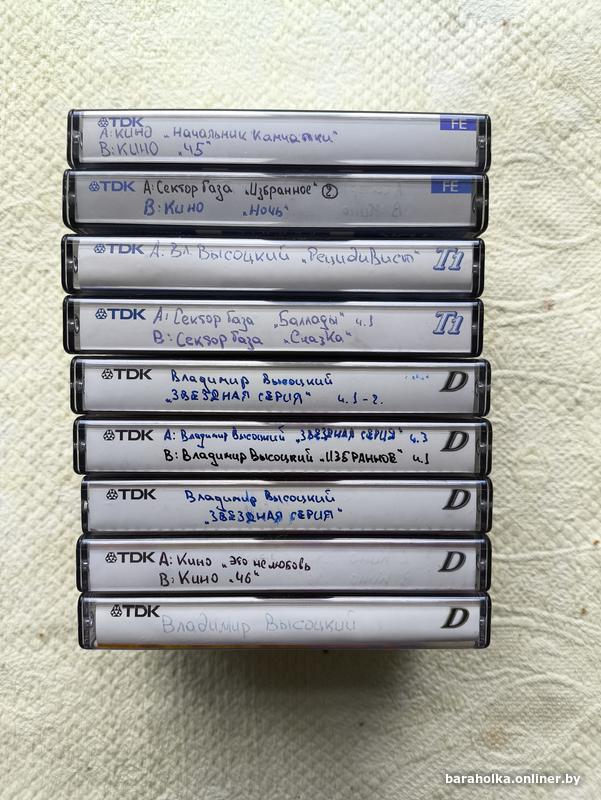 TDK
FE
А: КИНО „Начальник Камчатки"
В: КИНО „45"
TDK
А: Сектор Газа „Избранное" ②
FE
В: Кино „Ночь"
TDK
А: Вл. Высоцкий „Рецидивист"
T1
TDK
А: Сектор Газа „Баллады" ч.1
T1
В: Сектор Газа „Сказка"
TDK
Владимир Высоцкий
D
„ЗВЕЗДНАЯ СЕРИЯ" ч.1-2.
TDK
А: Владимир Высоцкий „ЗВЕЗДНАЯ СЕРИЯ" ч.3
D
В: Владимир Высоцкий „ИЗБРАННОЕ" ч.1
TDK
Владимир Высоцкий
D
„ЗВЕЗДНАЯ СЕРИЯ"
TDK
А: Кино „Это не любовь
D
В: Кино „46"
TDK
Владимир Высоцкий
D
baraholka.onliner.by